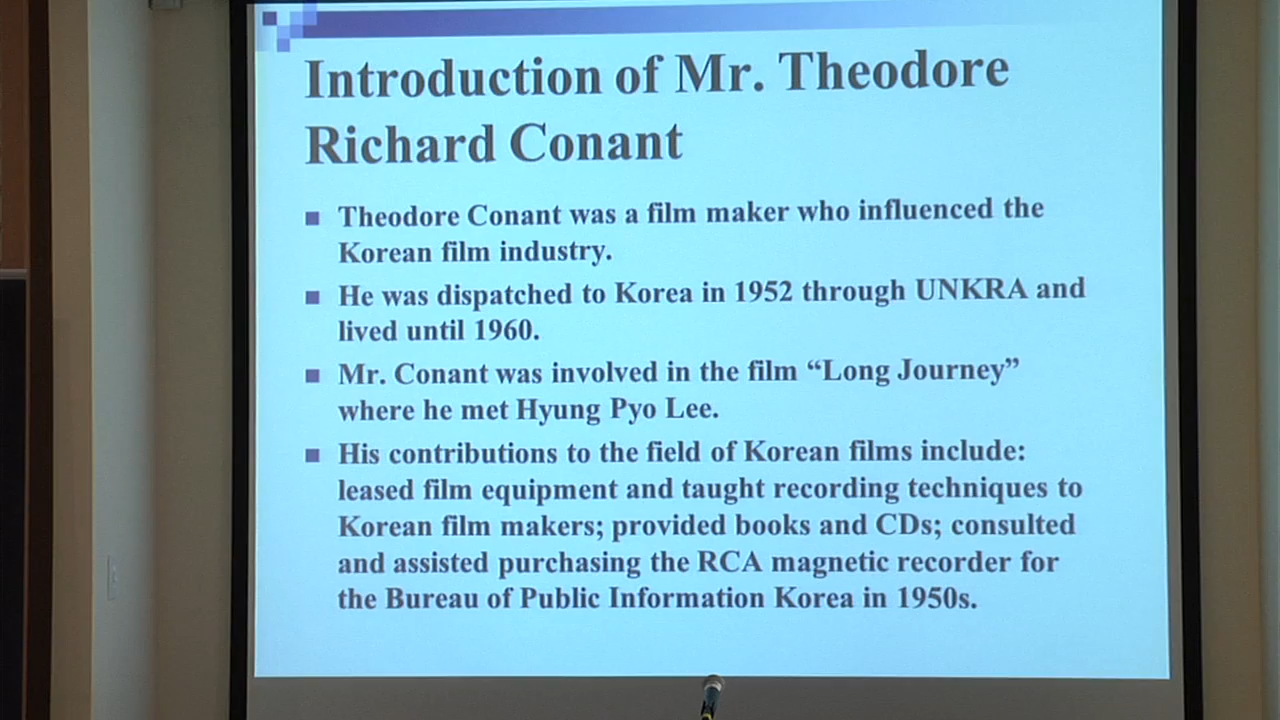 Introduction of Mr. Theodore
Richard Conant
Theodore Conant was a film maker who influenced the
Korean film industry.
He was dispatched to Korea in 1952 through UNKRA and
lived until 1960.
Mr. Conant was involved in the film “Long Journey”
where he met Hyung Pyo Lee.
His contributions to the field of Korean films include:
leased film equipment and taught recording techniques to
Korean film makers; provided books and CDs; consulted
and assisted purchasing the RCA magnetic recorder for
the Bureau of Public Information Korea in 1950s.